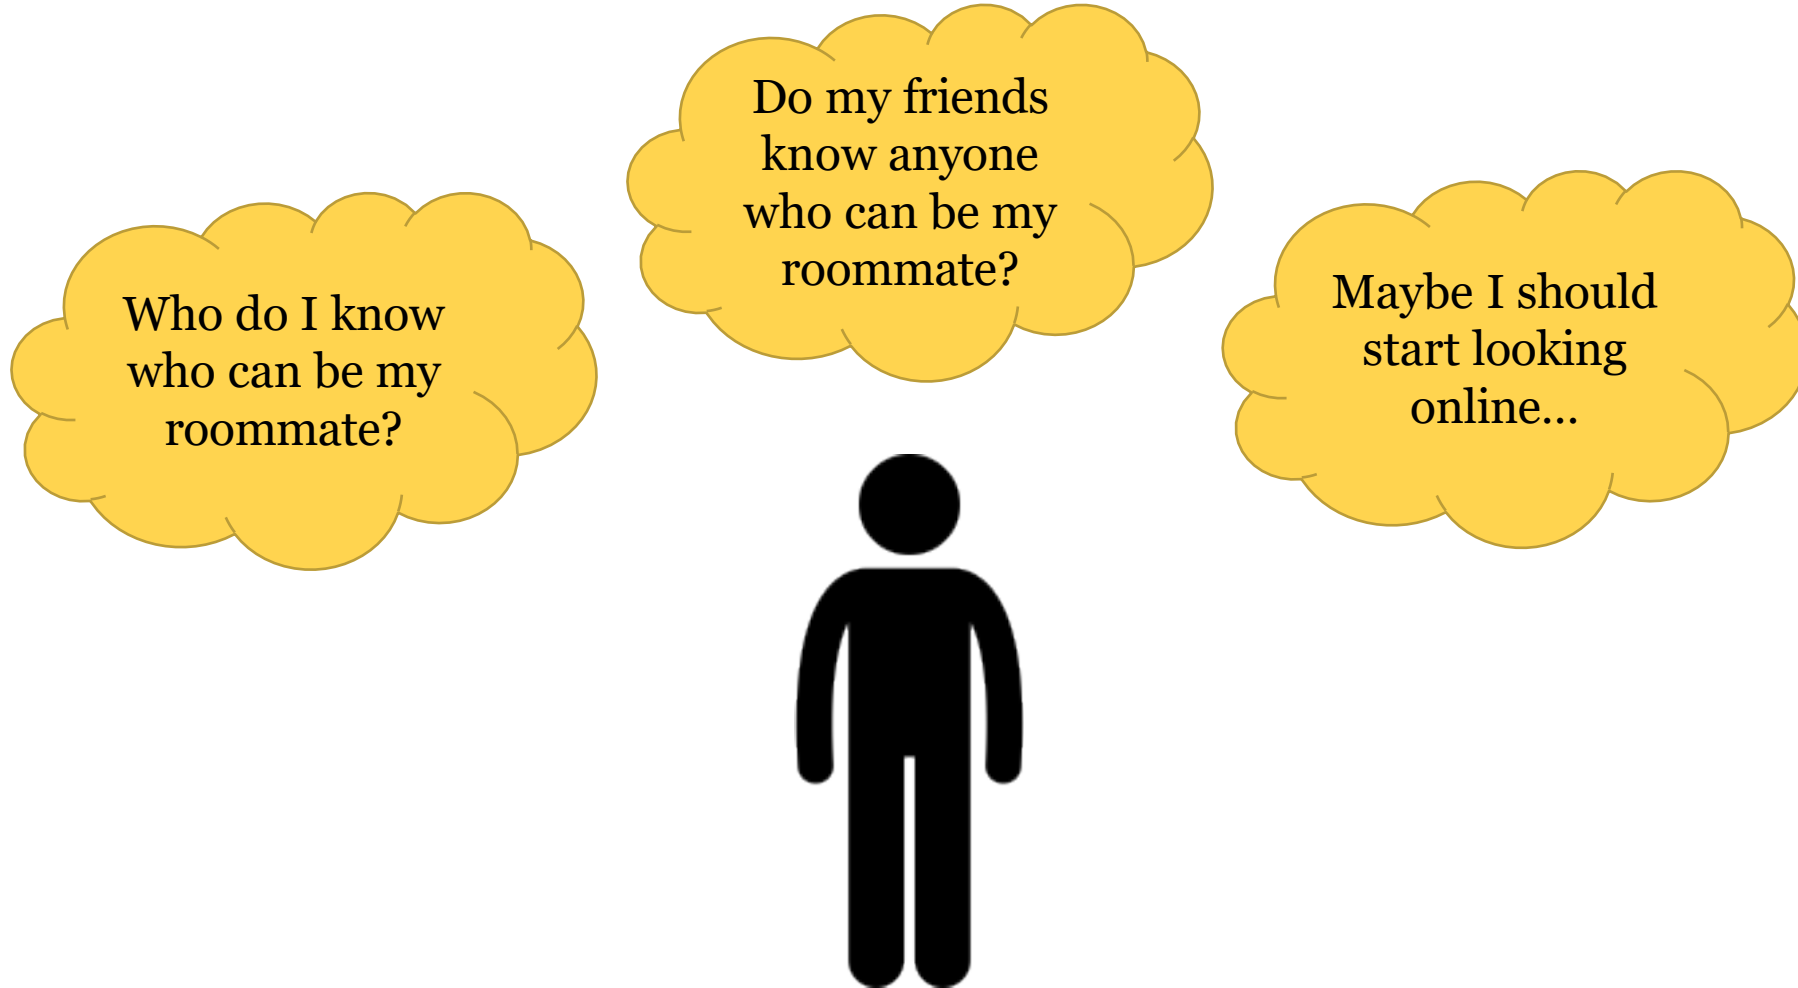 Who do I know
who can be my
roommate?
Do my friends
know anyone
who can be my
roommate?
Maybe I should
start looking
online...